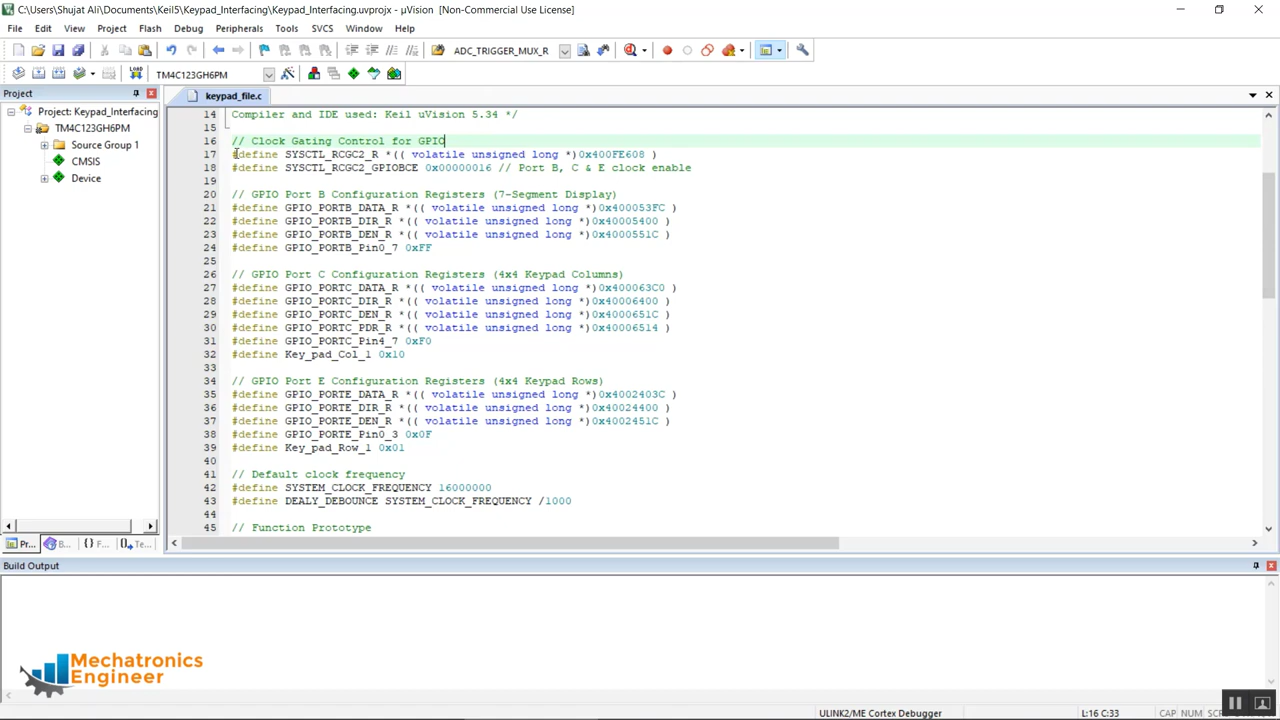 C:\Users\Shujat Ali\Documents\Keil5\Keypad_Interfacing\Keypad_Interfacing.uvprojx - µVision [Non-Commercial Use License]
File Edit View Project Flash Debug Peripherals Tools SVCS Window Help
ADC_TRIGGER_MUX_R
LOAD TM4C123GH6PM
Project
Project: Keypad_Interfacing
TM4C123GH6PM
Source Group 1
CMSIS
Device
keypad_file.c
14 Compiler and IDE used: Keil uVision 5.34 */
15
16 // Clock Gating Control for GPIO
17 #define SYSCTL_RCGC2_R *(( volatile unsigned long *)0x400FE608 )
18 #define SYSCTL_RCGC2_GPIOBCE 0x00000016 // Port B, C & E clock enable
19
20 // GPIO Port B Configuration Registers (7-Segment Display)
21 #define GPIO_PORTB_DATA_R *(( volatile unsigned long *)0x400053FC )
22 #define GPIO_PORTB_DIR_R *(( volatile unsigned long *)0x40005400 )
23 #define GPIO_PORTB_DEN_R *(( volatile unsigned long *)0x4000551C )
24 #define GPIO_PORTB_Pin0_7 0xFF
25
26 // GPIO Port C Configuration Registers (4x4 Keypad Columns)
27 #define GPIO_PORTC_DATA_R *(( volatile unsigned long *)0x400063C0 )
28 #define GPIO_PORTC_DIR_R *(( volatile unsigned long *)0x40006400 )
29 #define GPIO_PORTC_DEN_R *(( volatile unsigned long *)0x4000651C )
30 #define GPIO_PORTC_PDR_R *(( volatile unsigned long *)0x40006514 )
31 #define GPIO_PORTC_Pin4_7 0xF0
32 #define Key_pad_Col_1 0x10
33
34 // GPIO Port E Configuration Registers (4x4 Keypad Rows)
35 #define GPIO_PORTE_DATA_R *(( volatile unsigned long *)0x4002403C )
36 #define GPIO_PORTE_DIR_R *(( volatile unsigned long *)0x40024400 )
37 #define GPIO_PORTE_DEN_R *(( volatile unsigned long *)0x4002451C )
38 #define GPIO_PORTE_Pin0_3 0x0F
39 #define Key_pad_Row_1 0x01
40
41 // Default clock frequency
42 #define SYSTEM_CLOCK_FREQUENCY 16000000
43 #define DEALY_DEBOUNCE SYSTEM_CLOCK_FREQUENCY /1000
44
45 // Function Prototype
Pr... B... {} F... Te...
Build Output
Mechatronics
Engineer
ULINK2/ME Cortex Debugger L:16 C:33 CAP NUM